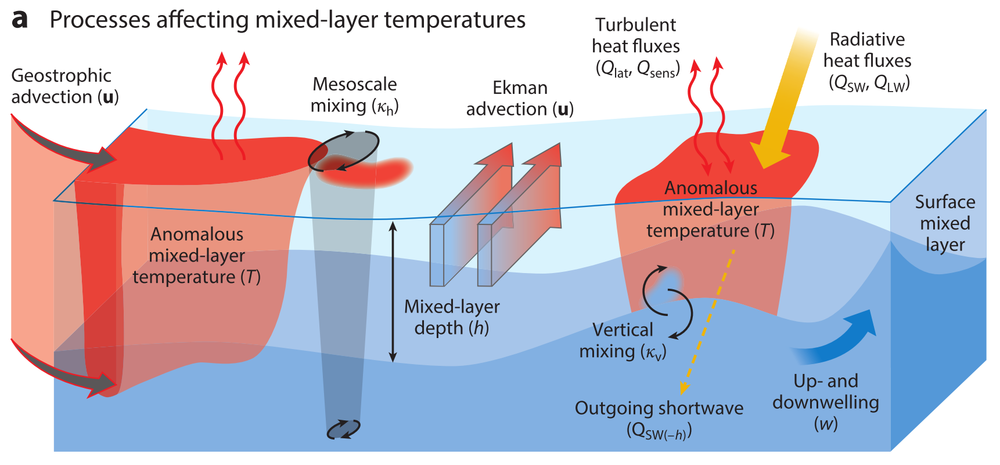 a Processes affecting mixed-layer temperatures
Geostrophic
advection (u)
Mesoscale
mixing (κh)
Ekman
advection (u)
Turbulent
heat fluxes
(Qlat, Qsens)
Radiative
heat fluxes
(QSW, QLW)
Anomalous
mixed-layer
temperature (T)
Anomalous
mixed-layer
temperature (T)
Surface
mixed
layer
Mixed-layer
depth (h)
Vertical
mixing (κv)
Outgoing shortwave
(QSW(−h))
Up- and
downwelling
(w)